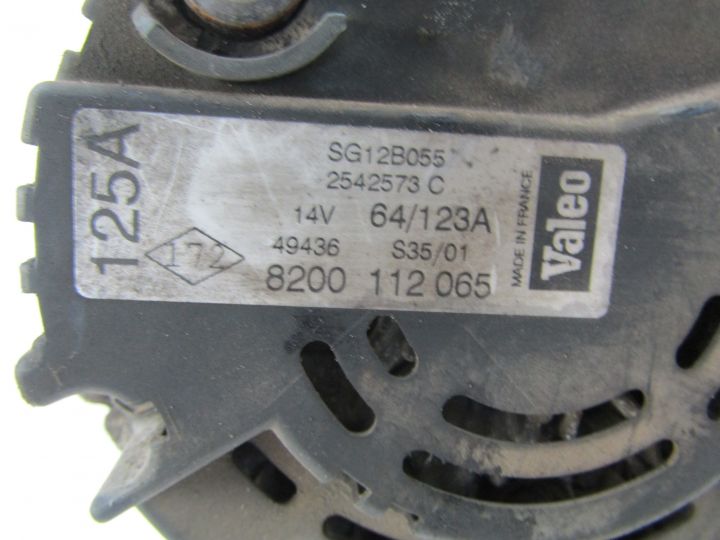 125A
172
SG12B055
2542573 C
14V 64/123A
49436 S35/01
8200 112 065
MADE IN FRANCE
Valeo